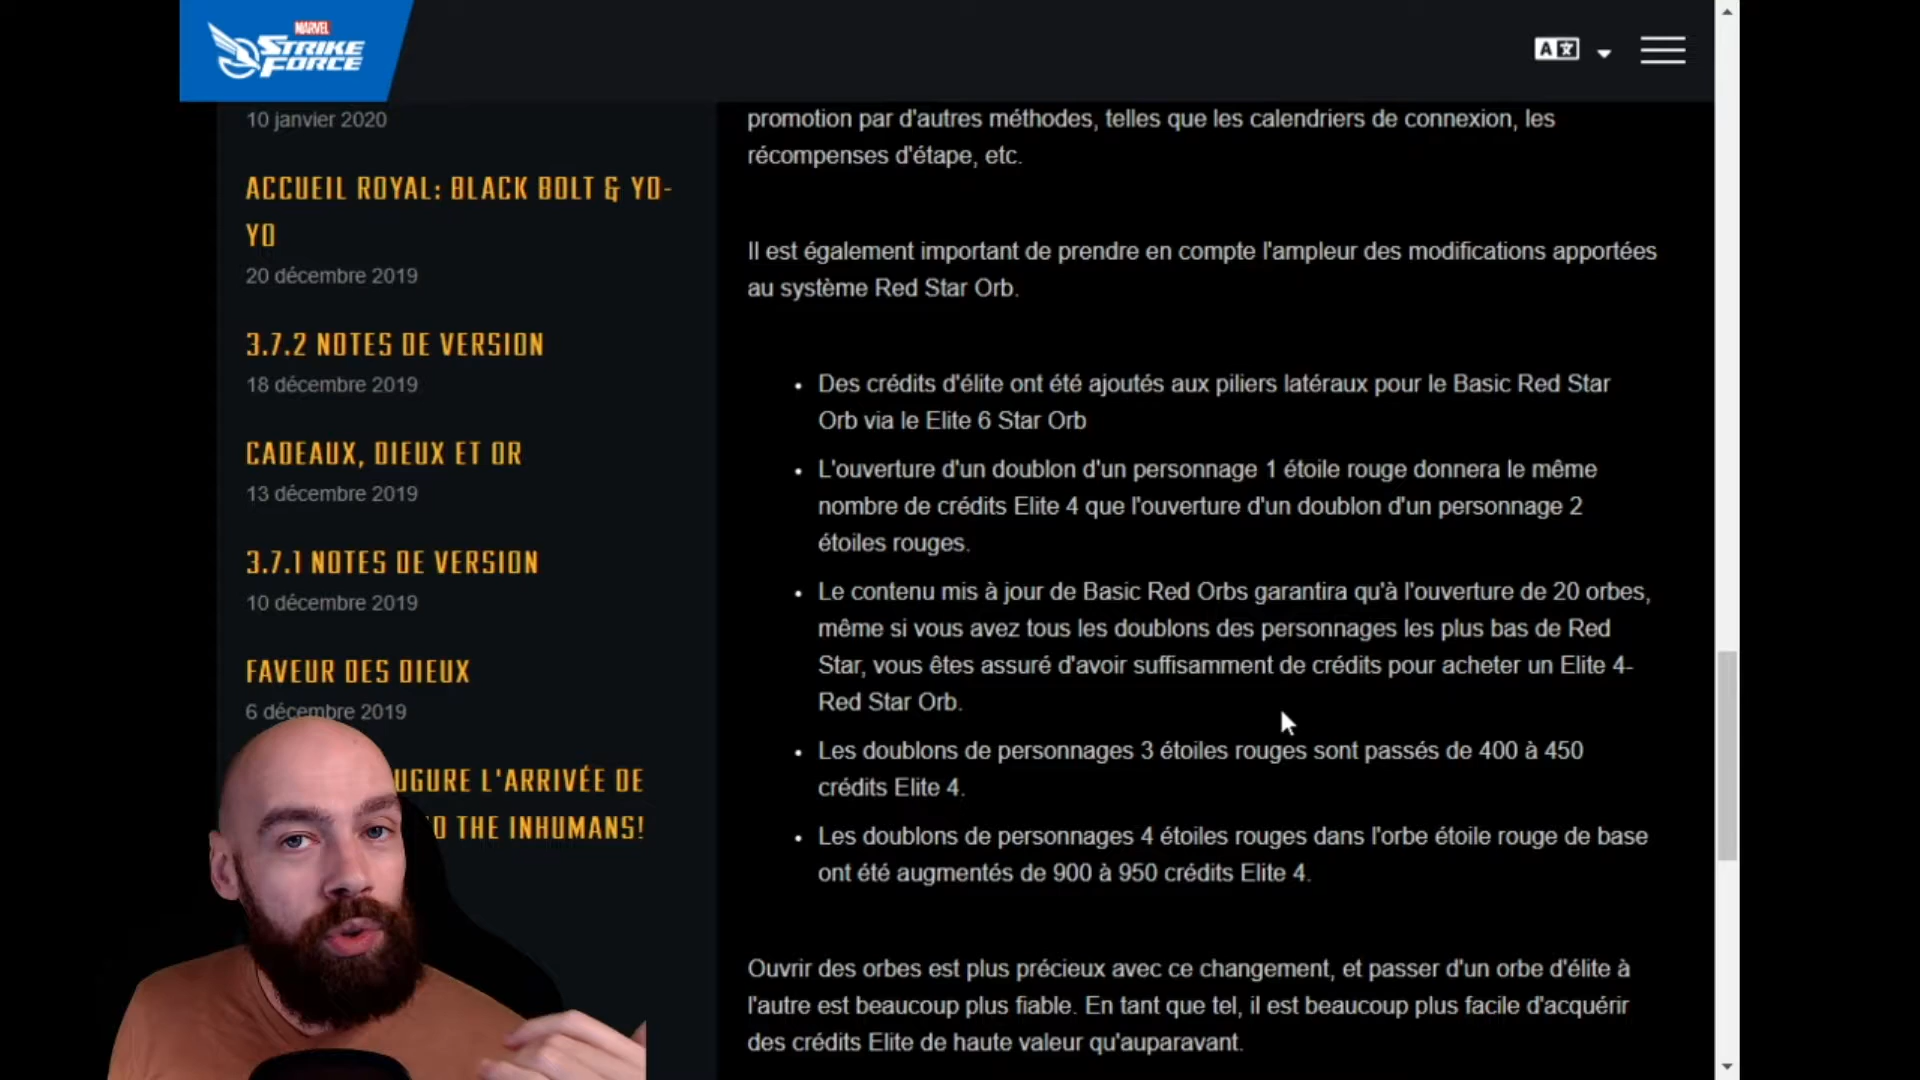 MARVEL
STRIKE
FORCE
A
10 janvier 2020
ACCUEIL ROYAL: BLACK BOLT & YO-
YO
20 décembre 2019
3.7.2 NOTES DE VERSION
18 décembre 2019
CADEAUX, DIEUX ET OR
13 décembre 2019
3.7.1 NOTES DE VERSION
10 décembre 2019
FAVEUR DES DIEUX
6 décembre 2019
UGURE L'ARRIVÉE DE
THE INHUMANS!
promotion par d'autres méthodes, telles que les calendriers de connexion, les
récompenses d'étape, etc.
Il est également important de prendre en compte l'ampleur des modifications apportées
au système Red Star Orb.
• Des crédits d'élite ont été ajoutés aux piliers latéraux pour le Basic Red Star
Orb via le Elite 6 Star Orb
• L'ouverture d'un doublon d'un personnage 1 étoile rouge donnera le même
nombre de crédits Elite 4 que l'ouverture d'un doublon d'un personnage 2
étoiles rouges.
• Le contenu mis à jour de Basic Red Orbs garantira qu'à l'ouverture de 20 orbes,
même si vous avez tous les doublons des personnages les plus bas de Red
Star, vous êtes assuré d'avoir suffisamment de crédits pour acheter un Elite 4-
Red Star Orb.
• Les doublons de personnages 3 étoiles rouges sont passés de 400 à 450
crédits Elite 4.
• Les doublons de personnages 4 étoiles rouges dans l'orbe étoile rouge de base
ont été augmentés de 900 à 950 crédits Elite 4.
Ouvrir des orbes est plus précieux avec ce changement, et passer d'un orbe d'élite à
l'autre est beaucoup plus fiable. En tant que tel, il est beaucoup plus facile d'acquérir
des crédits Elite de haute valeur qu'auparavant.